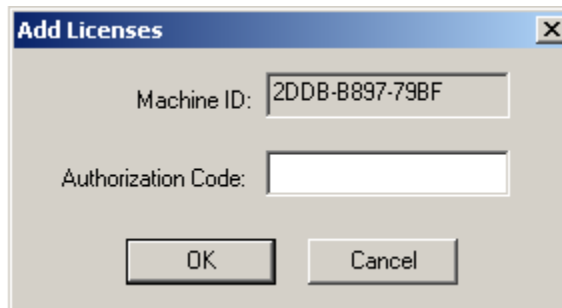 Add Licenses
Machine ID: 2DDB-B897-79BF
Authorization Code:
OK Cancel